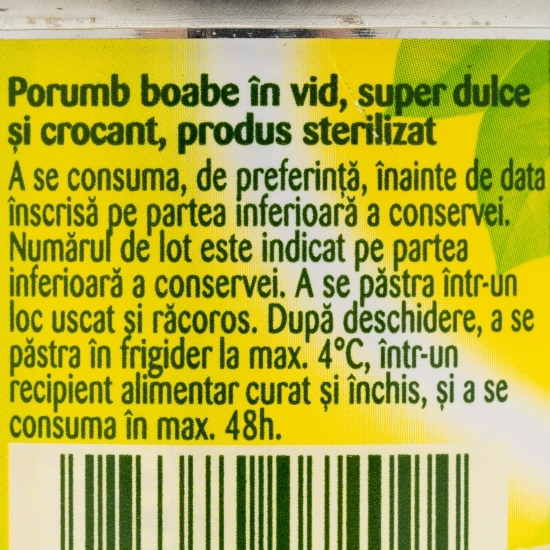 Porumb boabe în vid, super dulce
și crocant, produs sterilizat
A se consuma, de preferință, înainte de data
înscrisă pe partea inferioară a conservei.
Numărul de lot este indicat pe partea
inferioară a conservei. A se păstra într-un
loc uscat și răcoros. După deschidere, a se
păstra în frigider la max. 4°C, într-un
recipient alimentar curat și închis, și a se
consuma în max. 48h.